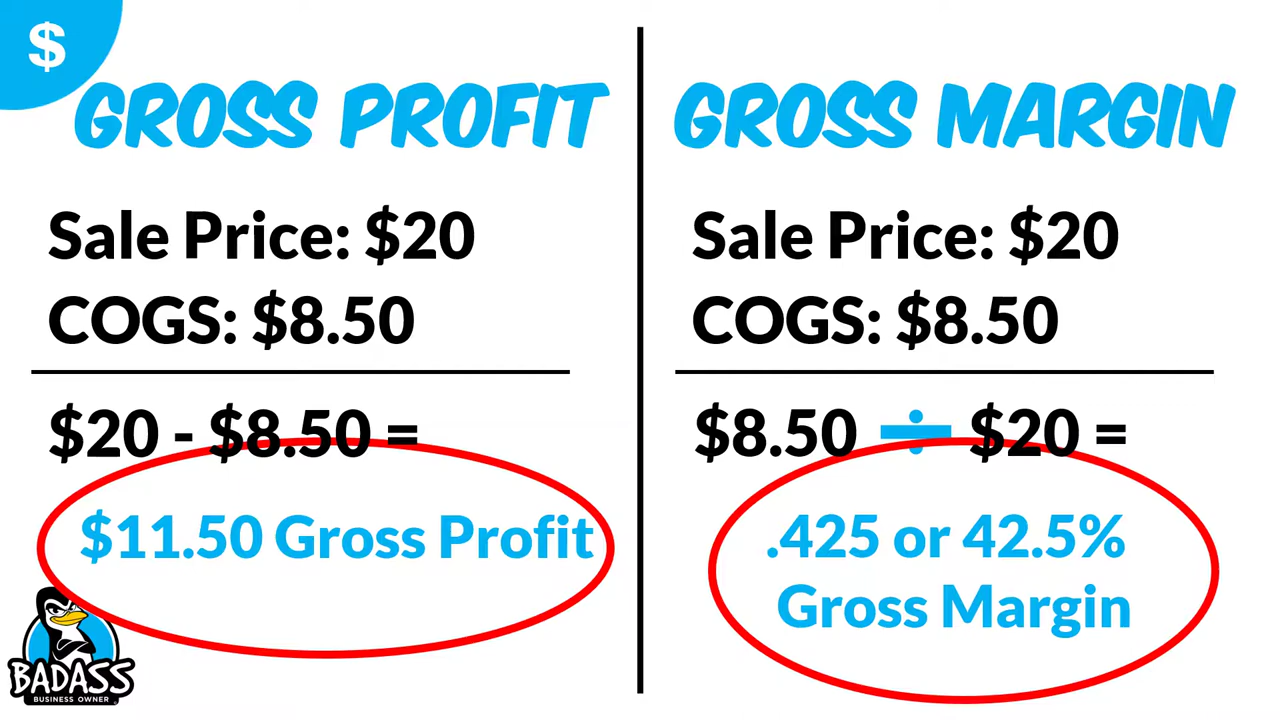 $
GROSS PROFIT
Sale Price: $20
COGS: $8.50
$20 - $8.50 =
$11.50 Gross Profit
BADASS
BUSINESS OWNER
GROSS MARGIN
Sale Price: $20
COGS: $8.50
$8.50 ÷ $20 =
.425 or 42.5%
Gross Margin